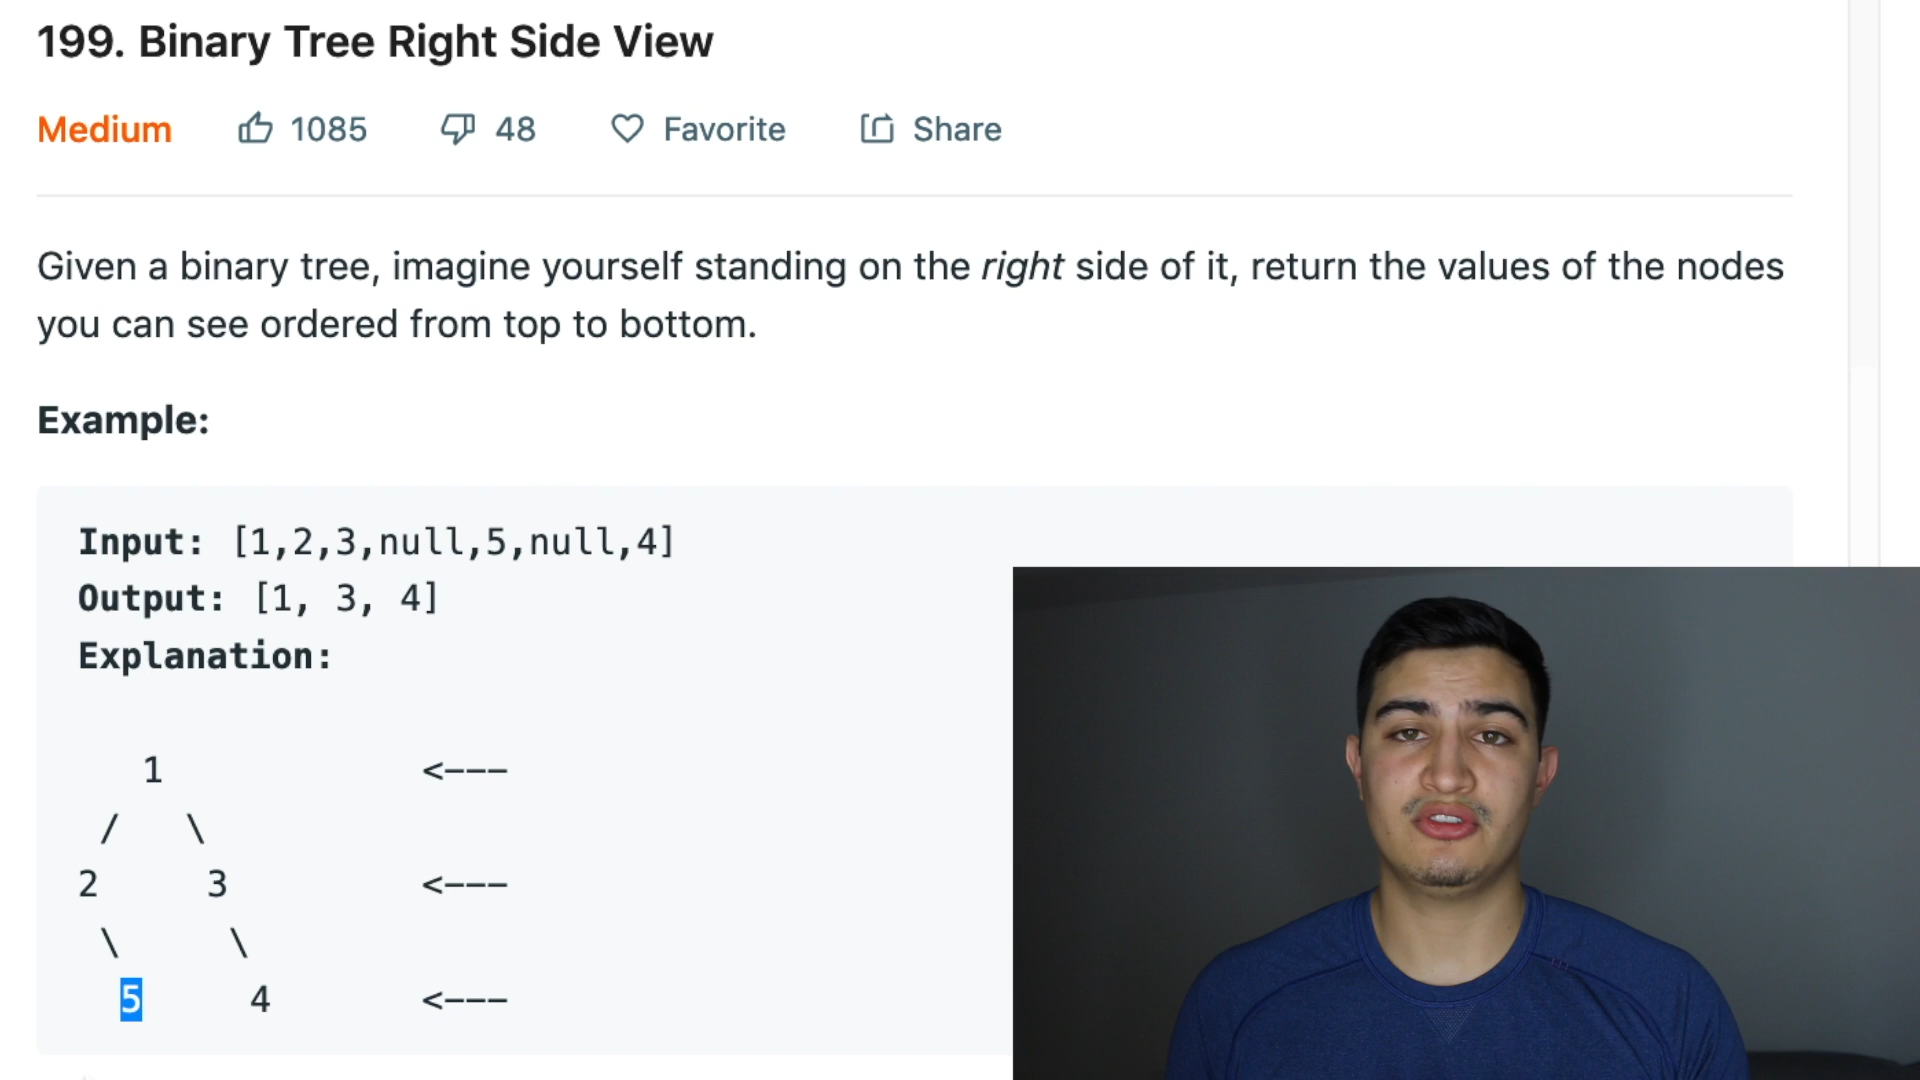 199. Binary Tree Right Side View
Medium 1085 48 Favorite Share
Given a binary tree, imagine yourself standing on the right side of it, return the values of the nodes
you can see ordered from top to bottom.
Example:
Input: [1,2,3,null,5,null,4]
Output: [1, 3, 4]
Explanation:
1 <---
/ \
2 3 <---
\ \
5 4 <---